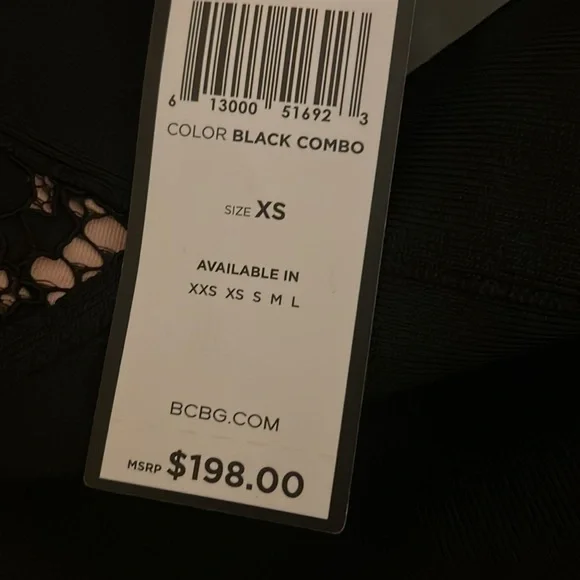 6 13000 51692 3
COLOR BLACK COMBO
SIZE XS
AVAILABLE IN
XXS XS S M L
BCBG.COM
MSRP $198.00